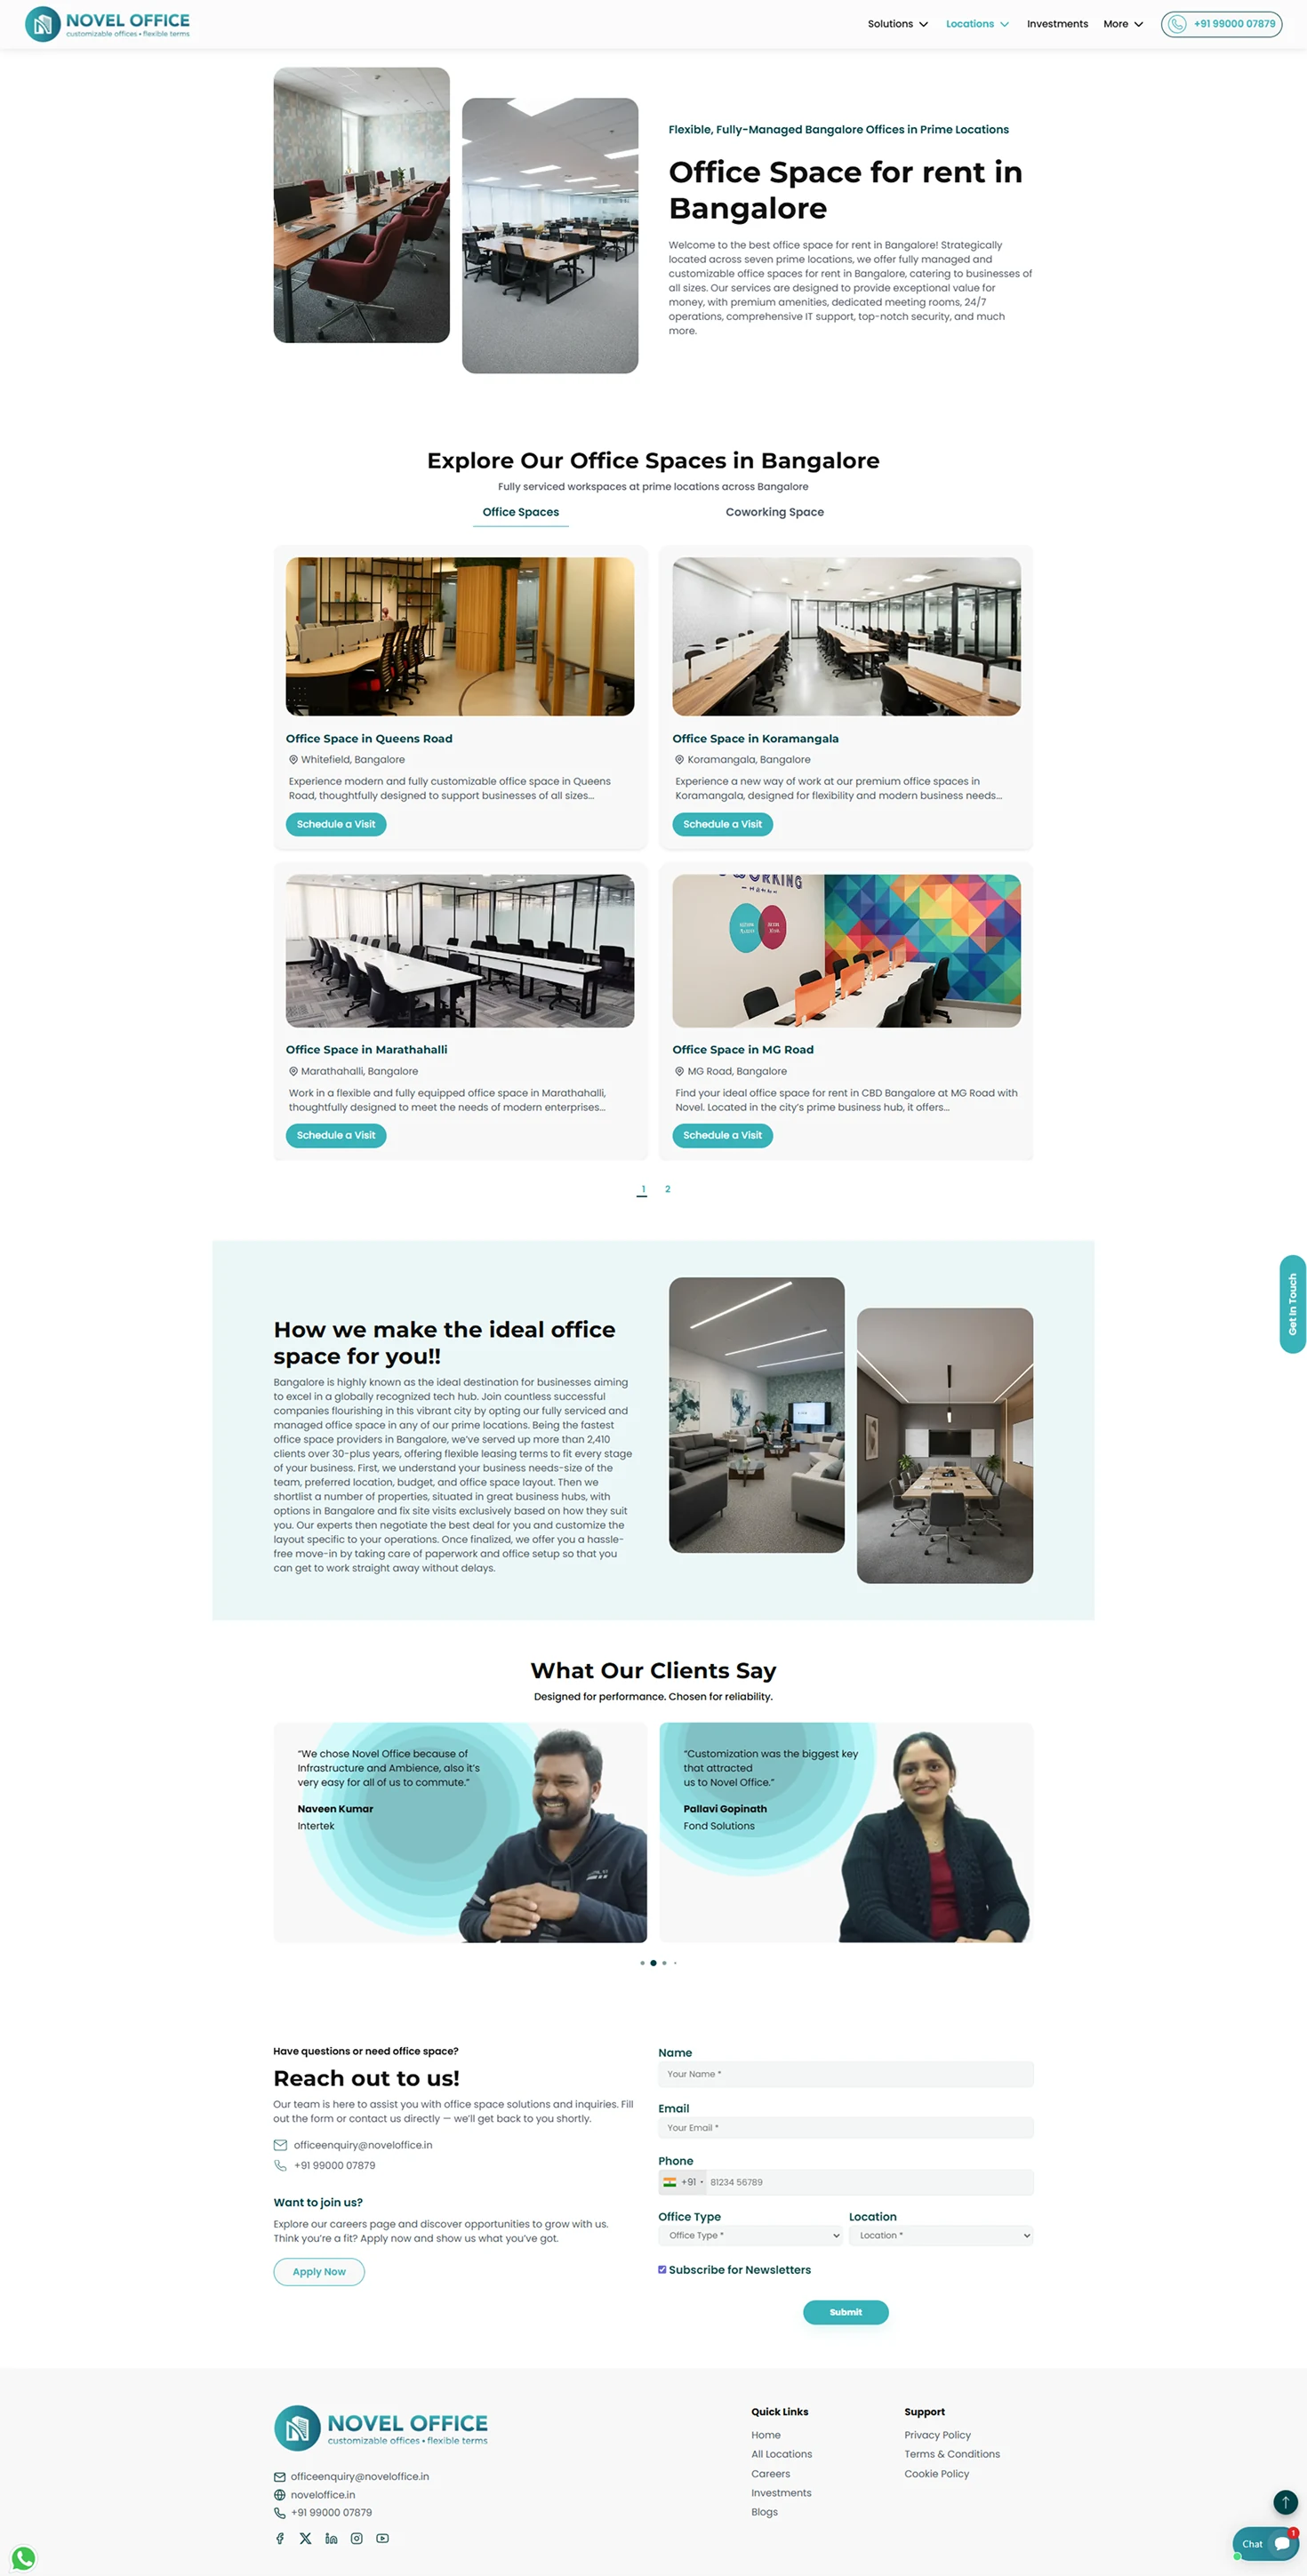 NOVEL OFFICE
customizable offices • flexible terms
Solutions
Locations
Investments
More
+91 99000 07879
Flexible, Fully-Managed Bangalore Offices in Prime Locations
Office Space for rent in
Bangalore
Welcome to the best office space for rent in Bangalore! Strategically
located across seven prime locations, we offer fully managed and
customizable office spaces for rent in Bangalore, catering to businesses of
all sizes. Our services are designed to provide exceptional value for
money, with premium amenities, dedicated meeting rooms, 24/7
operations, comprehensive IT support, top-notch security, and much
more.
Explore Our Office Spaces in Bangalore
Fully serviced workspaces at prime locations across Bangalore
Office Spaces
Coworking Space
Office Space in Queens Road
Whitefield, Bangalore
Experience modern and fully customizable office space in Queens
Road, thoughtfully designed to support businesses of all sizes...
Schedule a Visit
Office Space in Koramangala
Koramangala, Bangalore
Experience a new way of work at our premium office spaces in
Koramangala, designed for flexibility and modern business needs...
Schedule a Visit
Office Space in Marathahalli
Marathahalli, Bangalore
Work in a flexible and fully equipped office space in Marathahalli,
thoughtfully designed to meet the needs of modern enterprises...
Schedule a Visit
Office Space in MG Road
MG Road, Bangalore
Find your ideal office space for rent in CBD Bangalore at MG Road with
Novel. Located in the city's prime business hub, it offers...
Schedule a Visit
1
2
Get In Touch
How we make the ideal office
space for you!!
Bangalore is highly known as the ideal destination for businesses aiming
to excel in a globally recognized tech hub. Join countless successful
companies flourishing in this vibrant city by opting our fully serviced and
managed office space in any of our prime locations. Being the fastest
office space providers in Bangalore, we've served up more than 2,410
clients over 30-plus years, offering flexible leasing terms to fit every stage
of your business. First, we understand your business needs-size of the
team, preferred location, budget, and office space layout. Then we
shortlist a number of properties, situated in great business hubs, with
options in Bangalore and fix site visits exclusively based on how they suit
you. Our experts then negotiate the best deal for you and customize the
layout specific to your operations. Once finalized, we offer you a hassle-
free move-in by taking care of paperwork and office setup so that you
can get to work straight away without delays.
What Our Clients Say
Designed for performance. Chosen for reliability.
"We chose Novel Office because of
Infrastructure and Ambience, also it's
very easy for all of us to commute."
Naveen Kumar
Intertek
"Customization was the biggest key
that attracted
us to Novel Office."
Pallavi Gopinath
Fond Solutions
Have questions or need office space?
Reach out to us!
Our team is here to assist you with office space solutions and inquiries. Fill
out the form or contact us directly — we'll get back to you shortly.
officeenquiry@noveloffice.in
+91 99000 07879
Want to join us?
Explore our careers page and discover opportunities to grow with us.
Think you're a fit? Apply now and show us what you've got.
Apply Now
Name
Your Name *
Email
Your Email *
Phone
+91
81234 56789
Office Type
Location
Office Type *
Location *
Subscribe for Newsletters
Submit
NOVEL OFFICE
customizable offices • flexible terms
officeenquiry@noveloffice.in
noveloffice.in
+91 99000 07879
Quick Links
Home
All Locations
Careers
Investments
Blogs
Support
Privacy Policy
Terms & Conditions
Cookie Policy
Chat
1